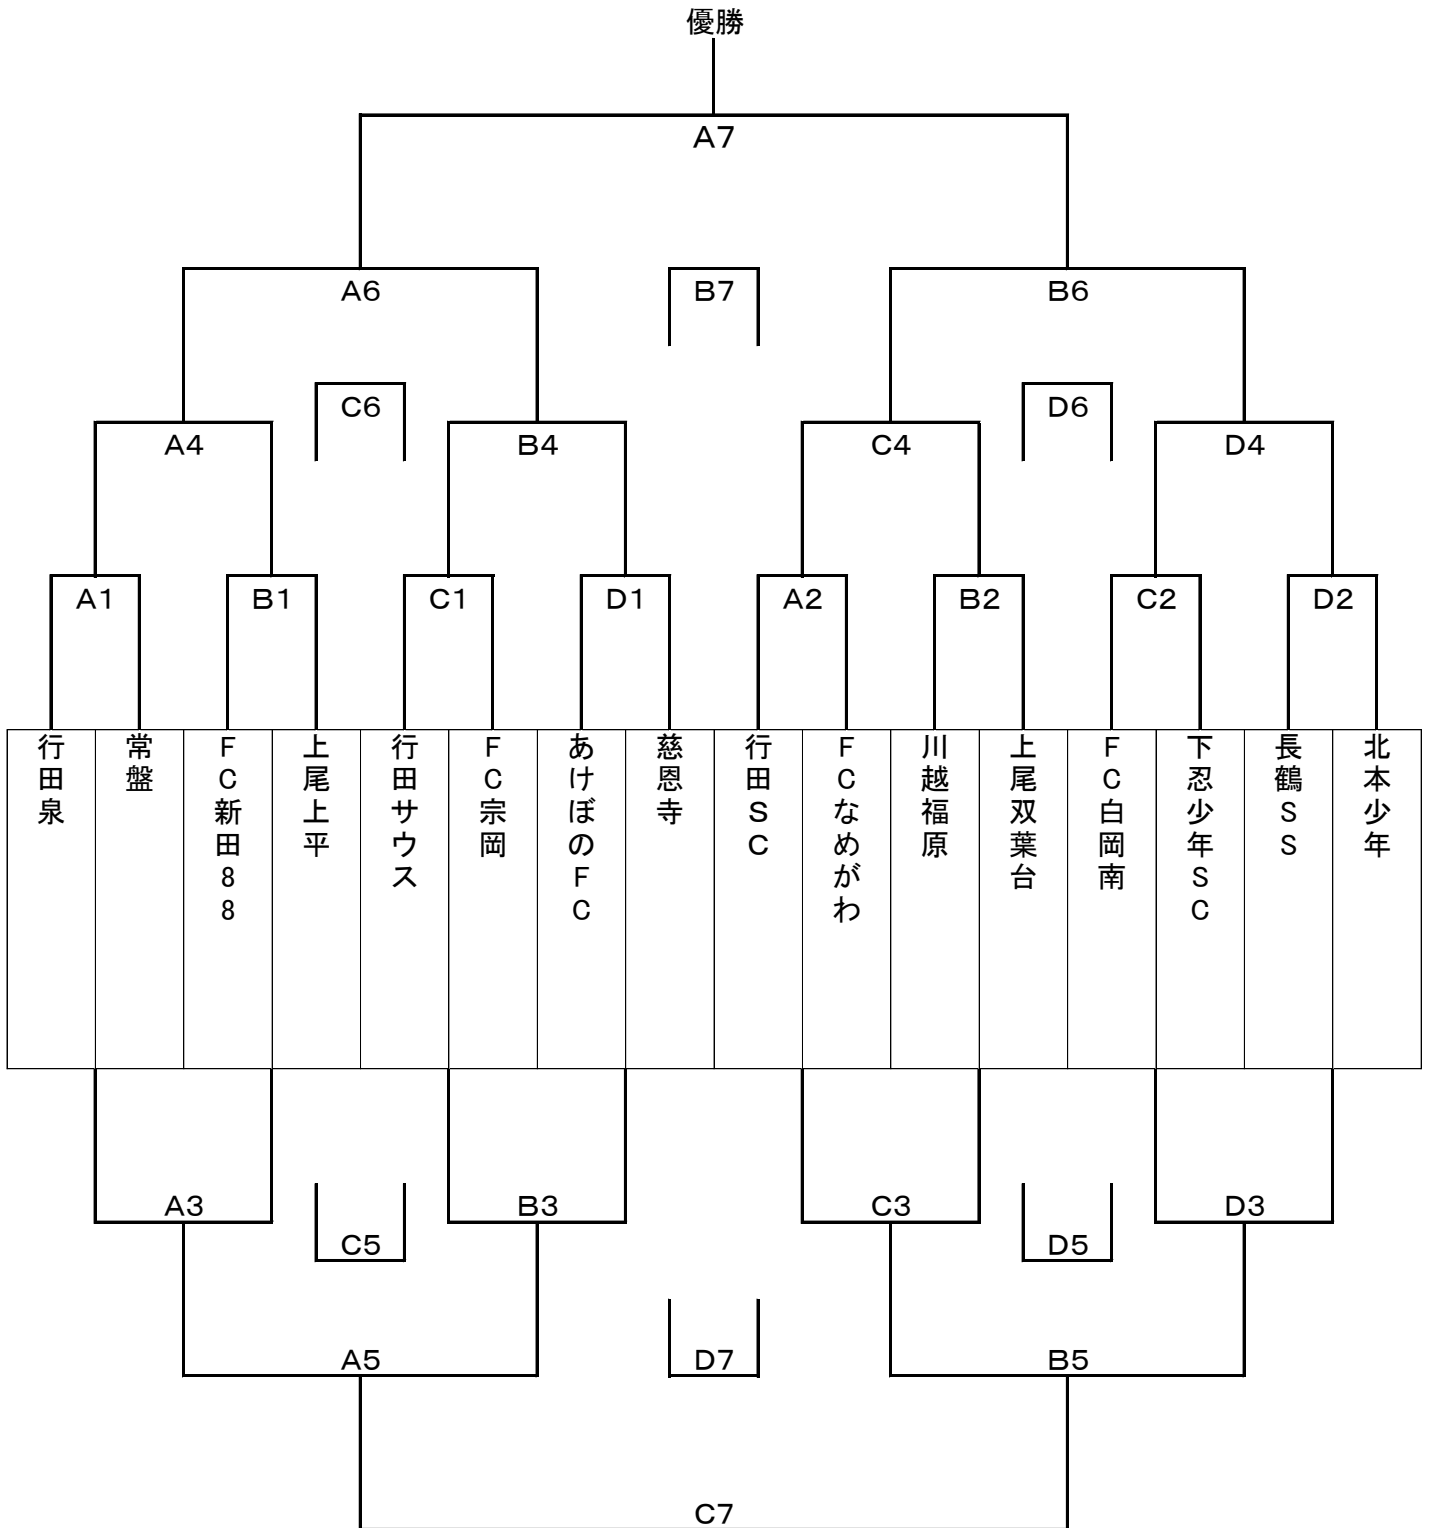 優勝
A7
A6
B7
B6
C6
D6
A4
B4
C4
D4
A1
B1
C1
D1
A2
B2
C2
D2
行田泉
常盤
FC新田88
上尾上平
行田サウス
FC宗岡
あけぼのFC
慈恩寺
行田SC
FCなめがわ
川越福原
上尾双葉台
FC白岡南
下忍少年SC
長鶴SS
北本少年
A3
B3
C3
D3
C5
D5
A5
D7
B5
C7